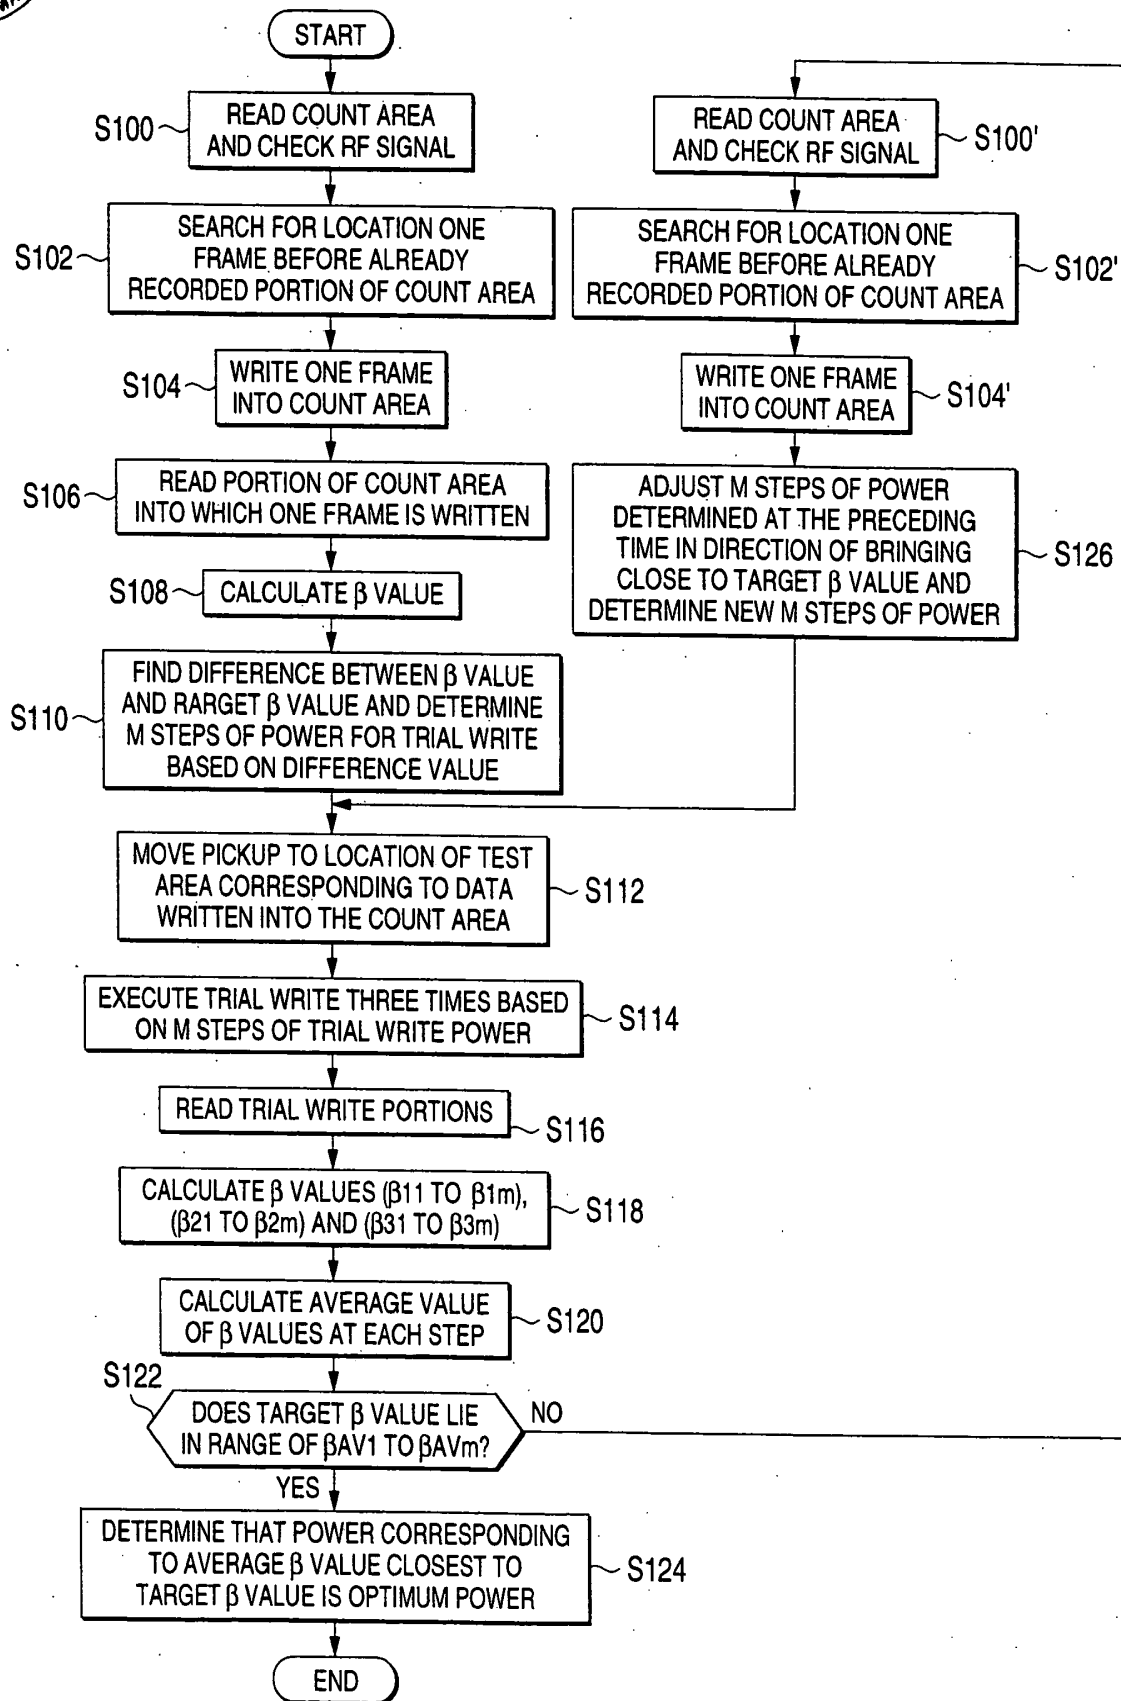 START
S100
READ COUNT AREA
AND CHECK RF SIGNAL
S102
SEARCH FOR LOCATION ONE
FRAME BEFORE ALREADY
RECORDED PORTION OF COUNT AREA
S104
WRITE ONE FRAME
INTO COUNT AREA
S106
READ PORTION OF COUNT AREA
INTO WHICH ONE FRAME IS WRITTEN
S108
CALCULATE β VALUE
S110
FIND DIFFERENCE BETWEEN β VALUE
AND RARGET β VALUE AND DETERMINE
M STEPS OF POWER FOR TRIAL WRITE
BASED ON DIFFERENCE VALUE
READ COUNT AREA
AND CHECK RF SIGNAL
S100'
SEARCH FOR LOCATION ONE
FRAME BEFORE ALREADY
RECORDED PORTION OF COUNT AREA
S102'
WRITE ONE FRAME
INTO COUNT AREA
S104'
ADJUST M STEPS OF POWER
DETERMINED AT THE PRECEDING
TIME IN DIRECTION OF BRINGING
CLOSE TO TARGET β VALUE AND
DETERMINE NEW M STEPS OF POWER
S126
MOVE PICKUP TO LOCATION OF TEST
AREA CORRESPONDING TO DATA
WRITTEN INTO THE COUNT AREA
S112
EXECUTE TRIAL WRITE THREE TIMES BASED
ON M STEPS OF TRIAL WRITE POWER
S114
READ TRIAL WRITE PORTIONS
S116
CALCULATE β VALUES (β11 TO β1m),
(β21 TO β2m) AND (β31 TO β3m)
S118
CALCULATE AVERAGE VALUE
OF β VALUES AT EACH STEP
S120
S122
DOES TARGET β VALUE LIE
IN RANGE OF βAV1 TO βAVm?
NO
YES
DETERMINE THAT POWER CORRESPONDING
TO AVERAGE β VALUE CLOSEST TO
TARGET β VALUE IS OPTIMUM POWER
S124
END